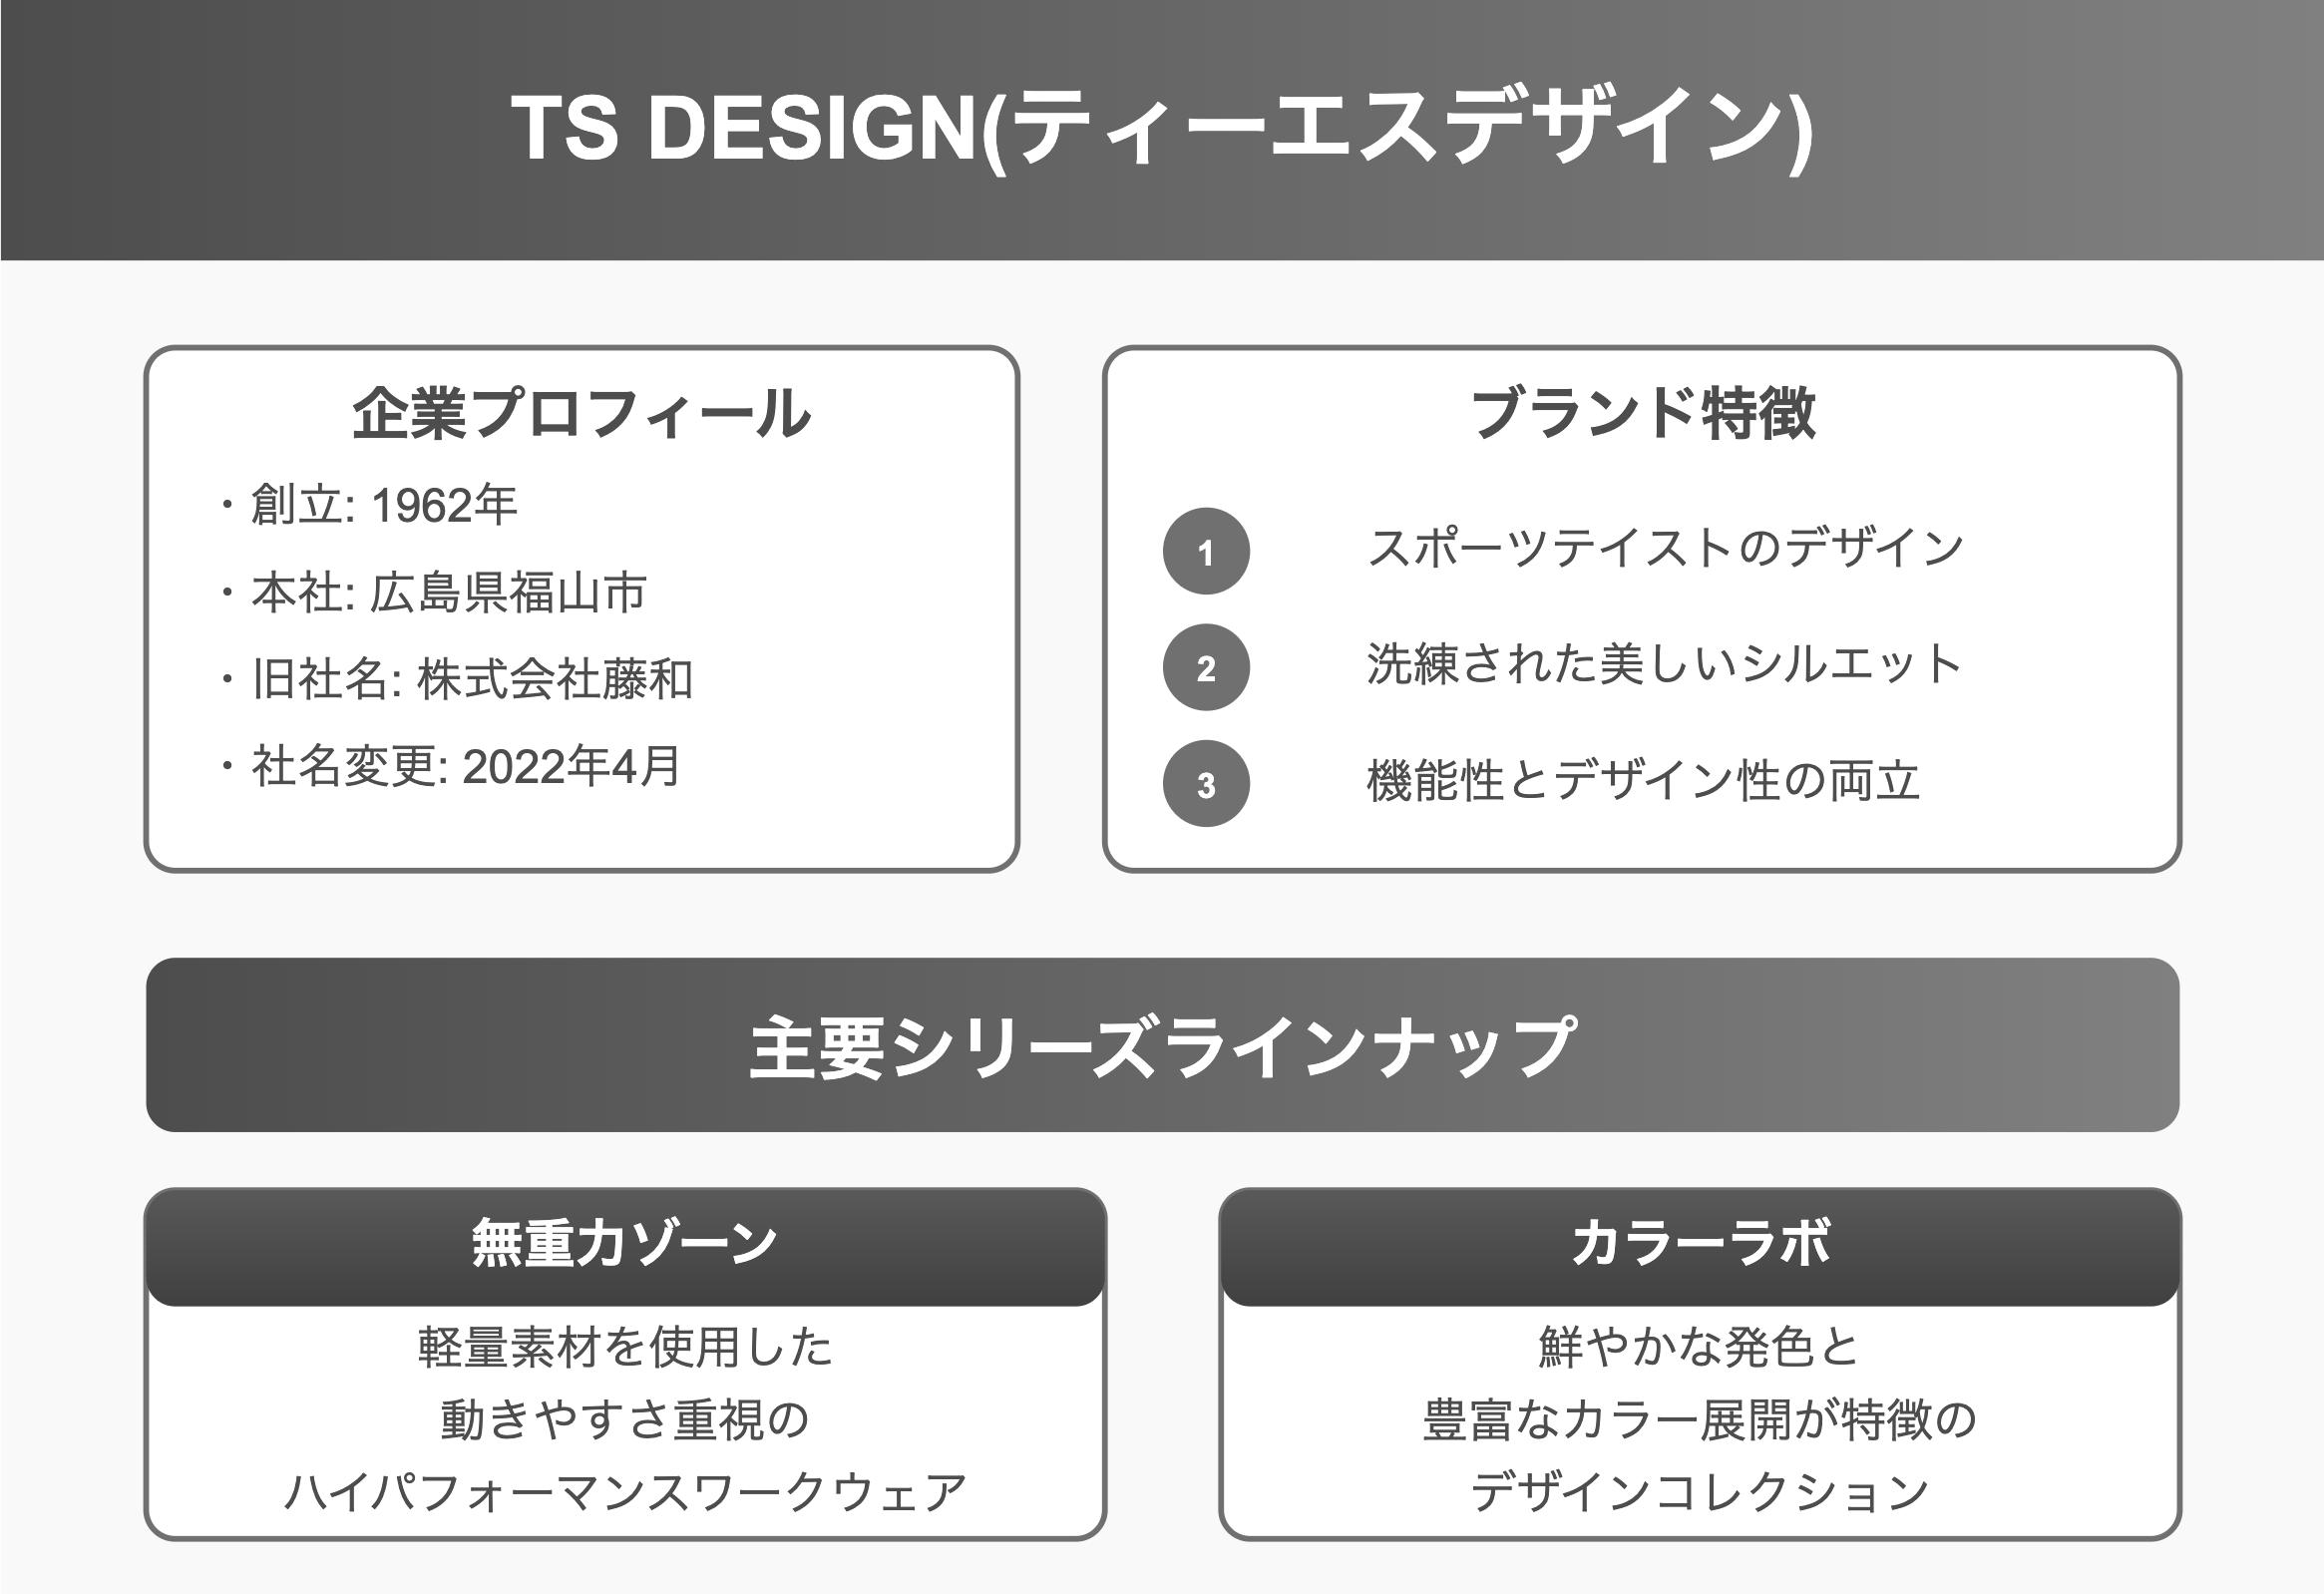 TS DESIGN(ティーエスデザイン)
企業プロフィール
・創立: 1962年
・本社: 広島県福山市
・旧社名: 株式会社藤和
・社名変更: 2022年4月
ブランド特徴
1 スポーツテイストのデザイン
2 洗練された美しいシルエット
3 機能性とデザイン性の両立
主要シリーズラインナップ
無重力ゾーン
軽量素材を使用した
動きやすさ重視の
ハイパフォーマンスワークウェア
カラーラボ
鮮やかな発色と
豊富なカラー展開が特徴の
デザインコレクション